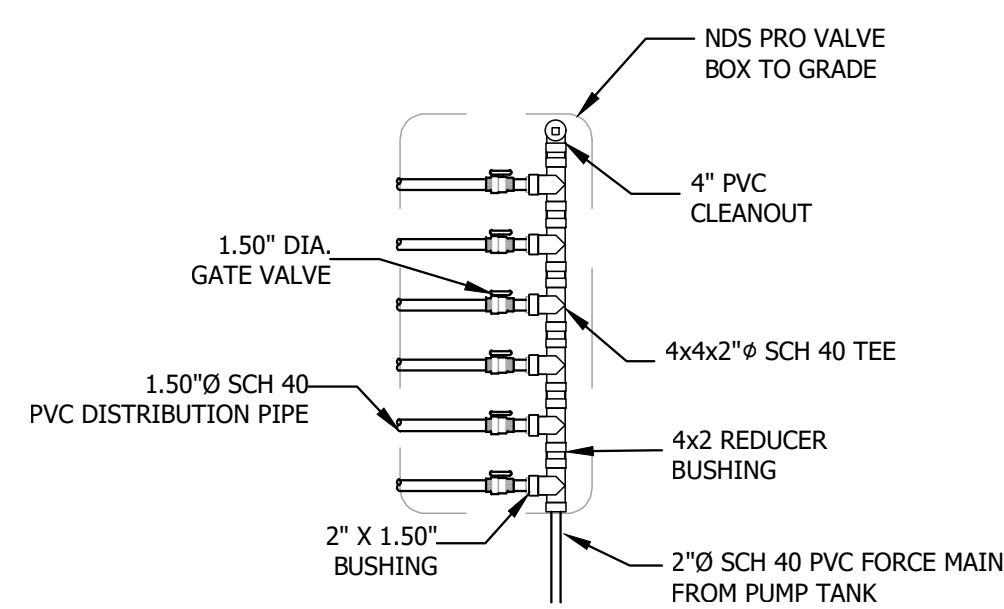 NDS PRO VALVE
BOX TO GRADE
4" PVC
CLEANOUT
1.50" DIA.
GATE VALVE
4x4x2"ϕ SCH 40 TEE
1.50"Ø SCH 40
PVC DISTRIBUTION PIPE
4x2 REDUCER
BUSHING
2" X 1.50"
BUSHING
2"Ø SCH 40 PVC FORCE MAIN
FROM PUMP TANK